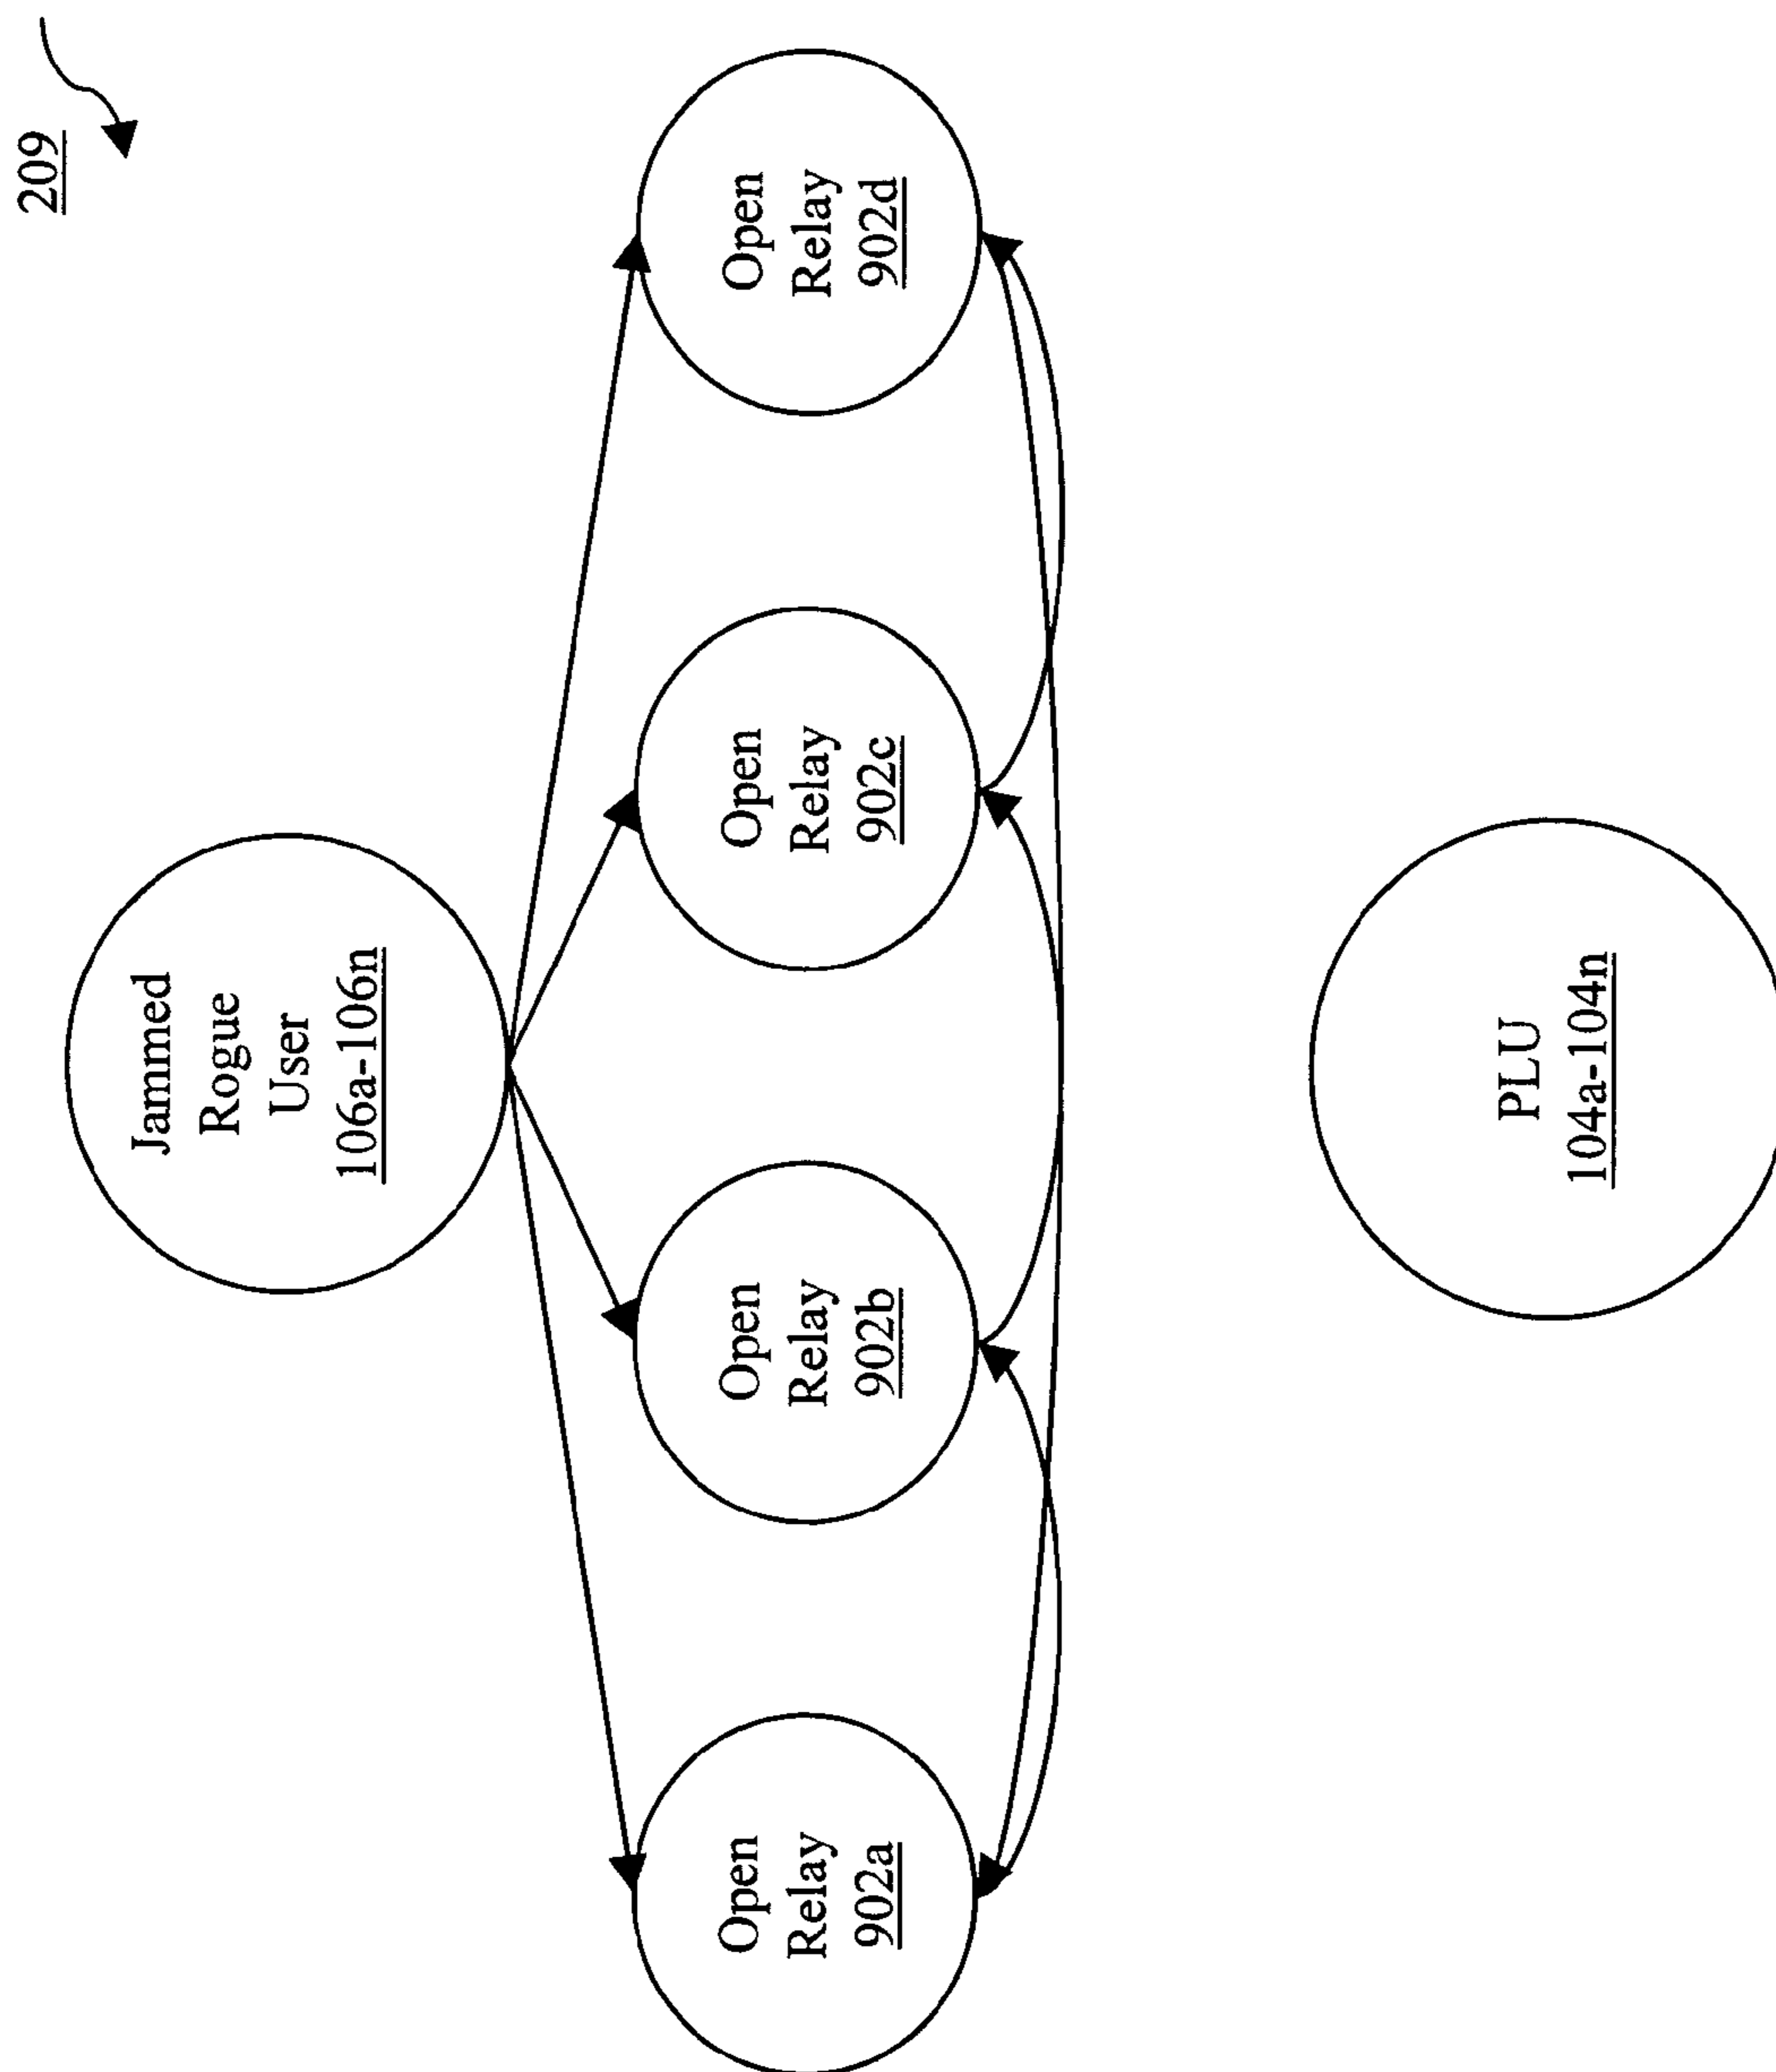 209
Jammed
Rogue
User
106a-106n
Open
Relay
902a
Open
Relay
902b
Open
Relay
902c
Open
Relay
902d
PLU
104a-104n